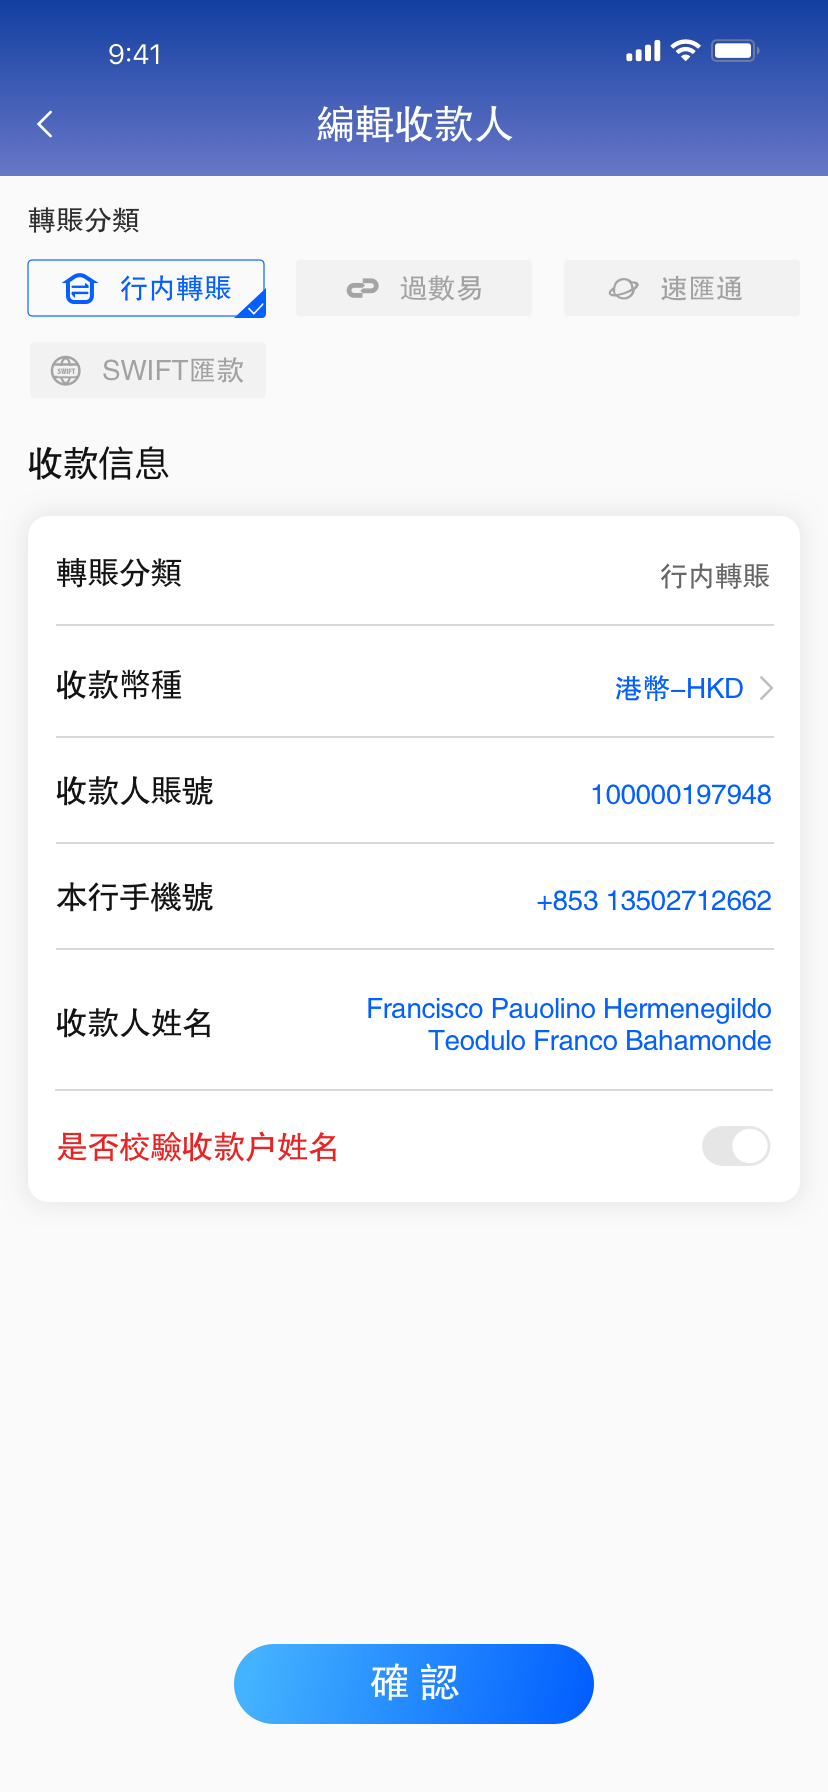 9:41
編輯收款人
轉賬分類
行内轉賬
過數易
速匯通
SWIFT
SWIFT匯款
收款信息
轉賬分類
行内轉賬
收款幣種
港幣-HKD
收款人賬號
100000197948
本行手機號
+853 13502712662
收款人姓名
Francisco Pauolino Hermenegildo
Teodulo Franco Bahamonde
是否校驗收款户姓名
確認